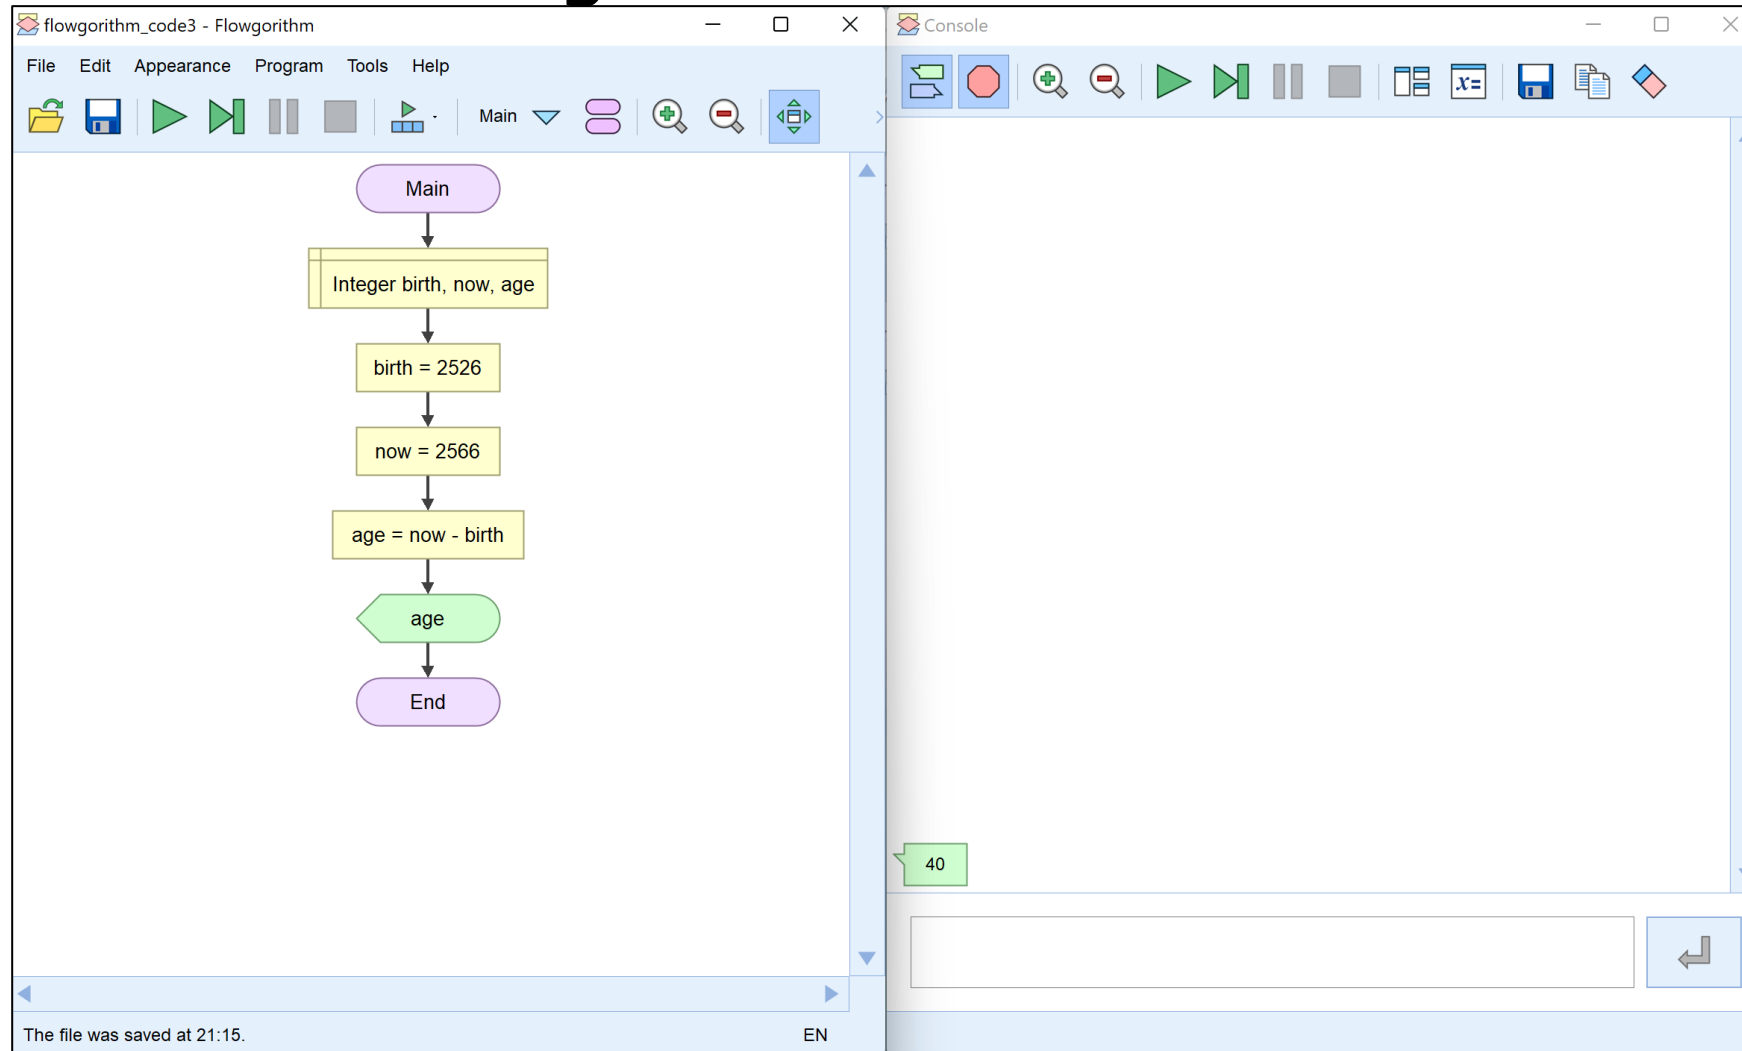 flowgorithm_code3 - Flowgorithm
File Edit Appearance Program Tools Help
Main
Main
Integer birth, now, age
birth = 2526
now = 2566
age = now - birth
age
End
The file was saved at 21:15.
EN
Console
x=
40